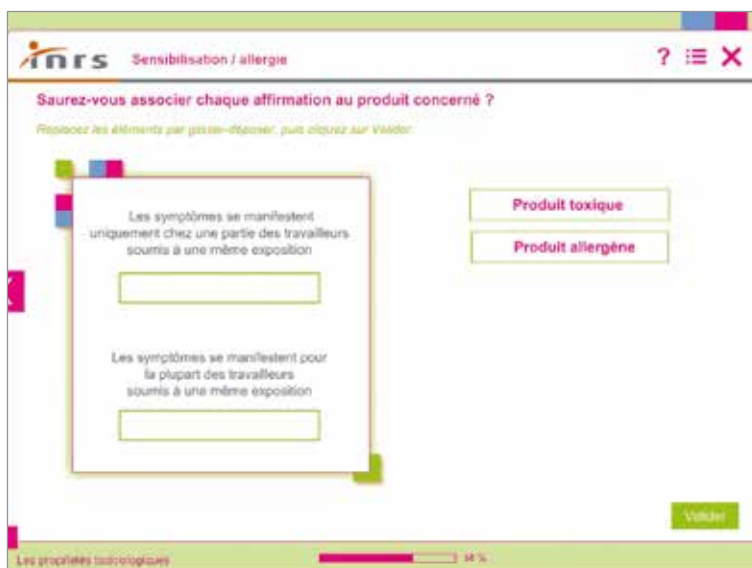 inrs
Sensibilisation / allergie
?
Saurez-vous associer chaque affirmation au produit concerné ?
Replacez les éléments par glisser-déposer, puis cliquez sur Valider.
Les symptômes se manifestent
uniquement chez une partie des travailleurs
soumis à une même exposition
Les symptômes se manifestent pour
la plupart des travailleurs
soumis à une même exposition
Produit toxique
Produit allergène
Valider
Les propriétés toxicologiques
%